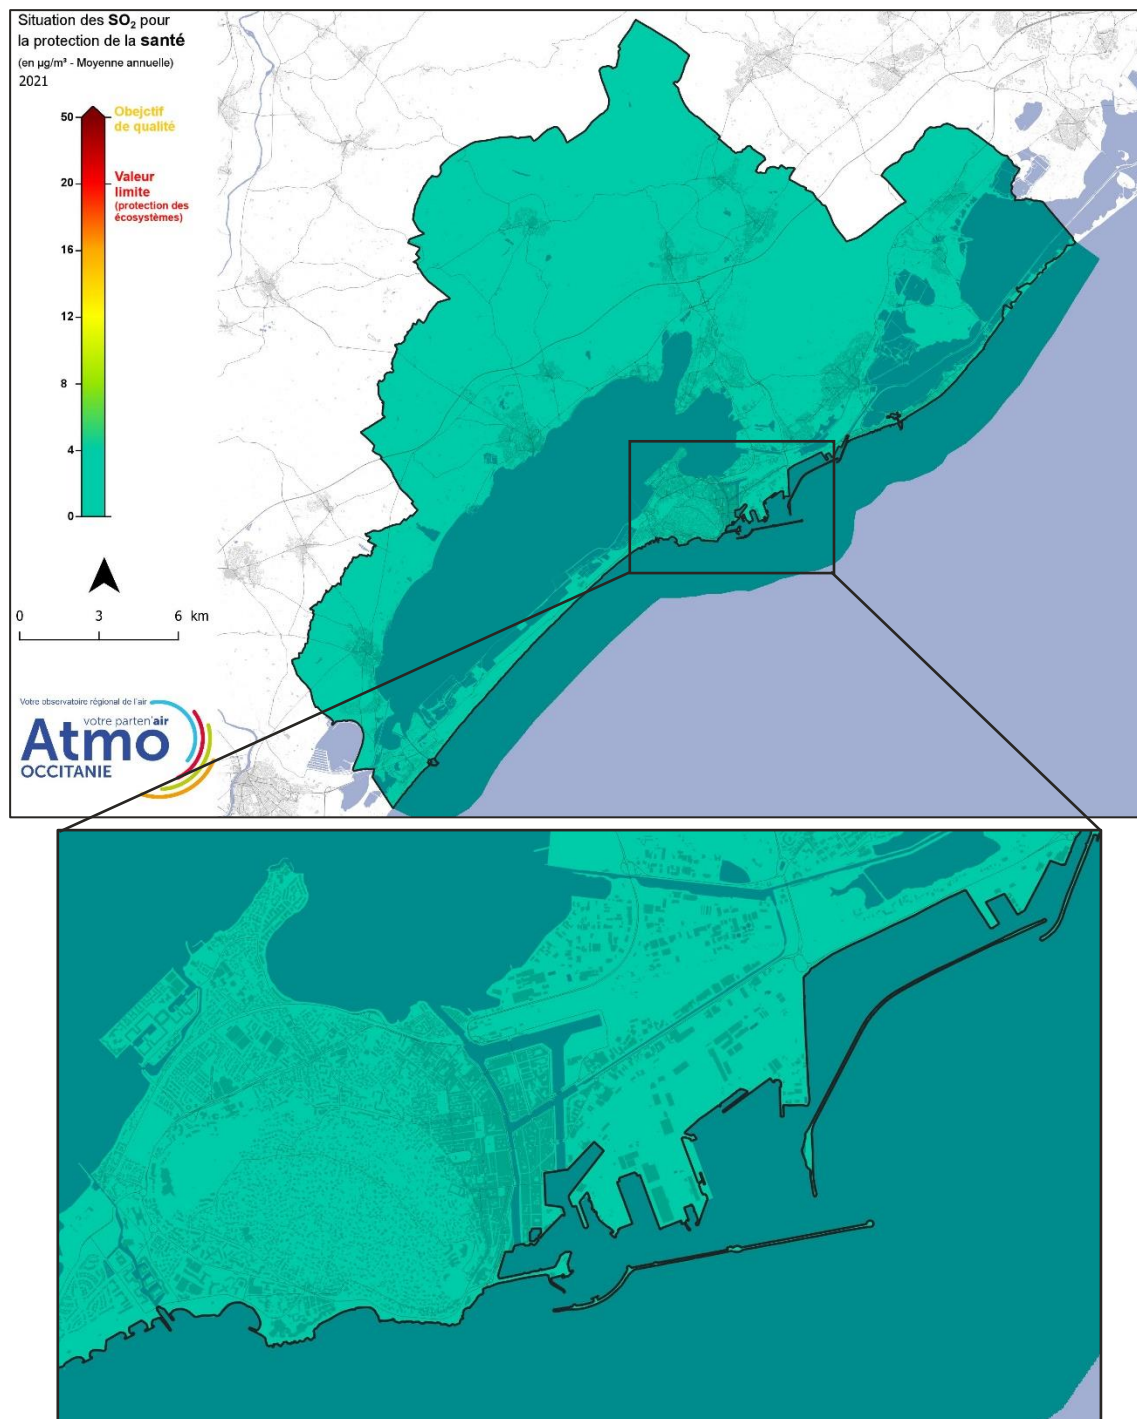 Situation des SO₂ pour
la protection de la santé
(en µg/m³ - Moyenne annuelle)
2021
50
Obejctif
de qualité
20
Valeur
limite
(protection des
écosystèmes)
16
12
8
4
0
0 3 6 km
Votre observatoire régional de l'air
votre parten'air
Atmo
OCCITANIE